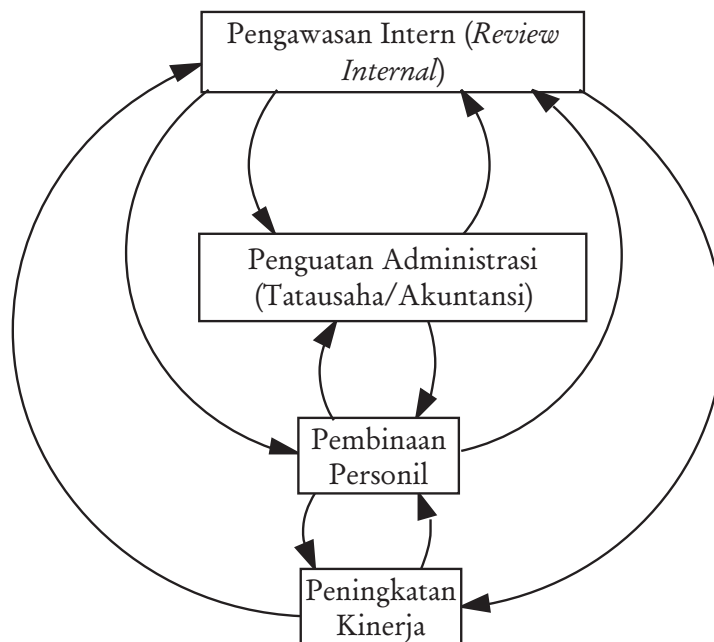 Pengawasan Intern (Review
Internal)
Penguatan Administrasi
(Tatausaha/Akuntansi)
Pembinaan
Personil
Peningkatan
Kinerja